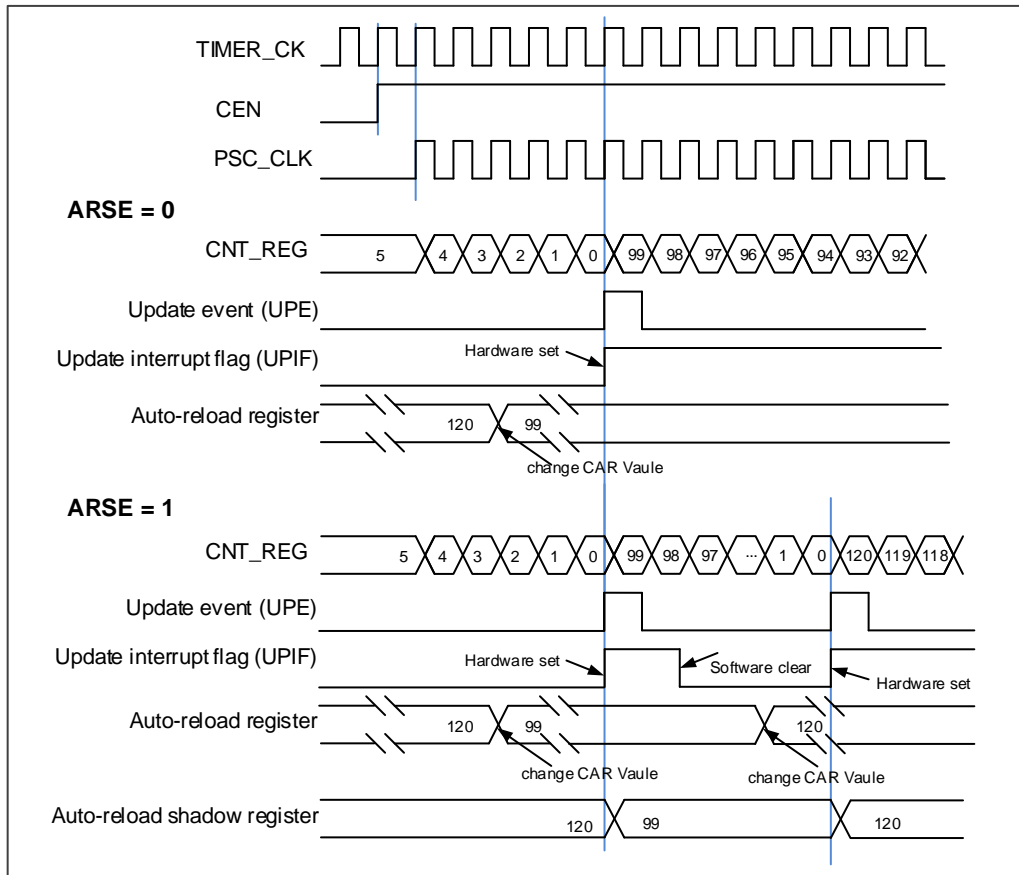 TIMER_CK
CEN
PSC_CLK
ARSE = 0
CNT_REG 5 4 3 2 1 0 99 98 97 96 95 94 93 92
Update event (UPE)
Update interrupt flag (UPIF) Hardware set
Auto-reload register 120 99
change CAR Vaule
ARSE = 1
CNT_REG 5 4 3 2 1 0 99 98 97 ... 1 0 120 119 118
Update event (UPE)
Update interrupt flag (UPIF) Hardware set Software clear Hardware set
Auto-reload register 120 99 120
change CAR Vaule change CAR Vaule
Auto-reload shadow register 120 99 120